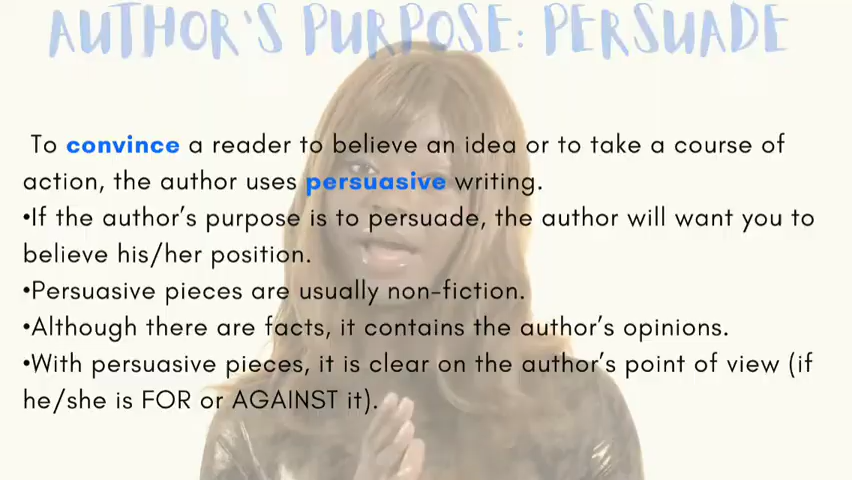 AUTHOR'S PURPOSE: PERSUADE
To convince a reader to believe an idea or to take a course of
action, the author uses persuasive writing.
•If the author’s purpose is to persuade, the author will want you to
believe his/her position.
•Persuasive pieces are usually non-fiction.
•Although there are facts, it contains the author’s opinions.
•With persuasive pieces, it is clear on the author’s point of view (if
he/she is FOR or AGAINST it).